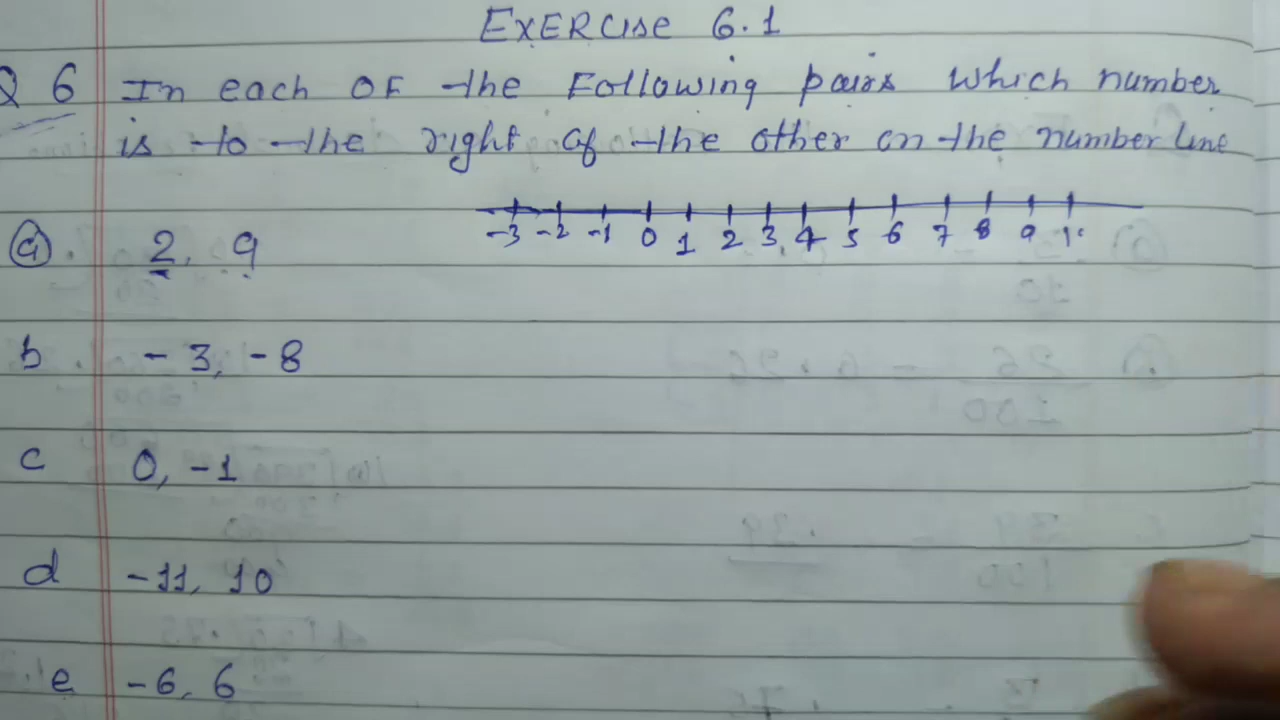 EXERCISE 6.1
Q 6 In each OF the Following pairs which number
is to the right of the other on the number line
-3 -2 -1 0 1 2 3 4 5 6 7 8 9 10
a. 2, 9
b -3, -8
c 0, -1
d -11, 10
e -6, 6